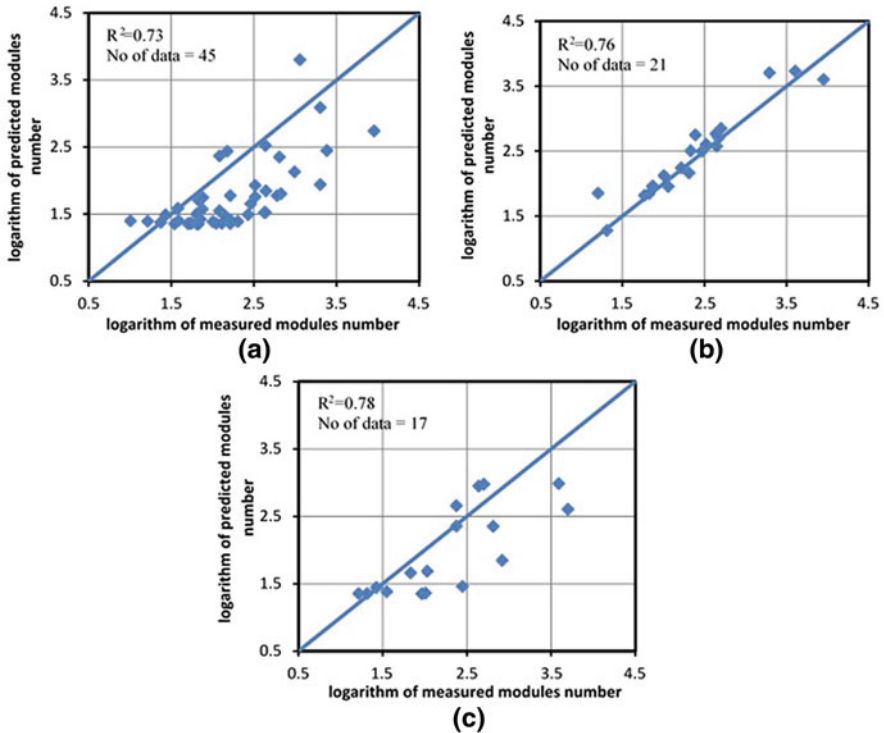 4.5
3.5
2.5
1.5
0.5
logarithm of predicted modules
number
R²=0.73
No of data = 45
0.5 1.5 2.5 3.5 4.5
logarithm of measured modules number
(a)
4.5
3.5
2.5
1.5
0.5
logarithm of predicted modules
number
R²=0.76
No of data = 21
0.5 1.5 2.5 3.5 4.5
logarithm of measured modules number
(b)
4.5
3.5
2.5
1.5
0.5
logarithm of predicted modules
number
R²=0.78
No of data = 17
0.5 1.5 2.5 3.5 4.5
logarithm of measured modules number
(c)